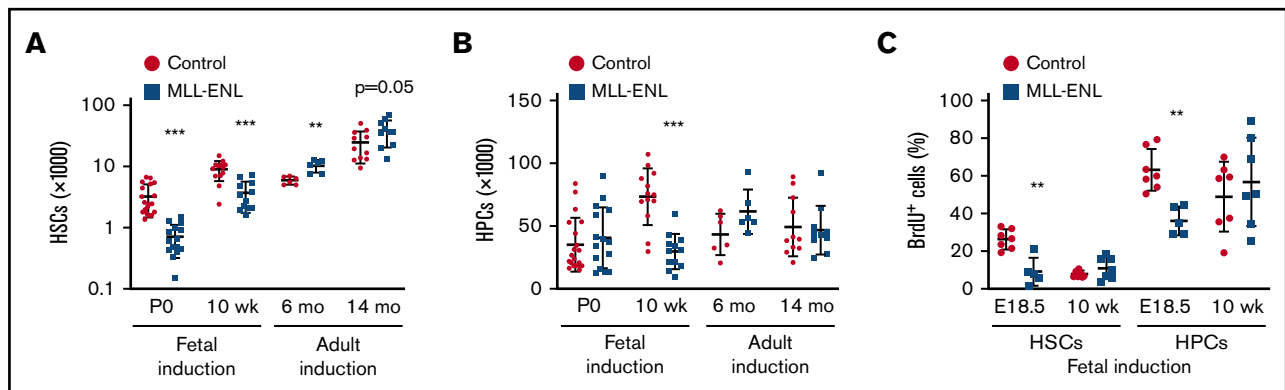 A
Control
MLL-ENL
p=0.05
HSCs (×1000)
100
10
1
0.1
***
***
**
P0
10 wk
6 mo
14 mo
Fetal
induction
Adult
induction
B
Control
MLL-ENL
HPCs (×1000)
150
100
50
0
***
P0
10 wk
6 mo
14 mo
Fetal
induction
Adult
induction
C
Control
MLL-ENL
BrdU⁺ cells (%)
100
80
60
40
20
0
**
**
E18.5
10 wk
E18.5
10 wk
HSCs
HPCs
Fetal induction